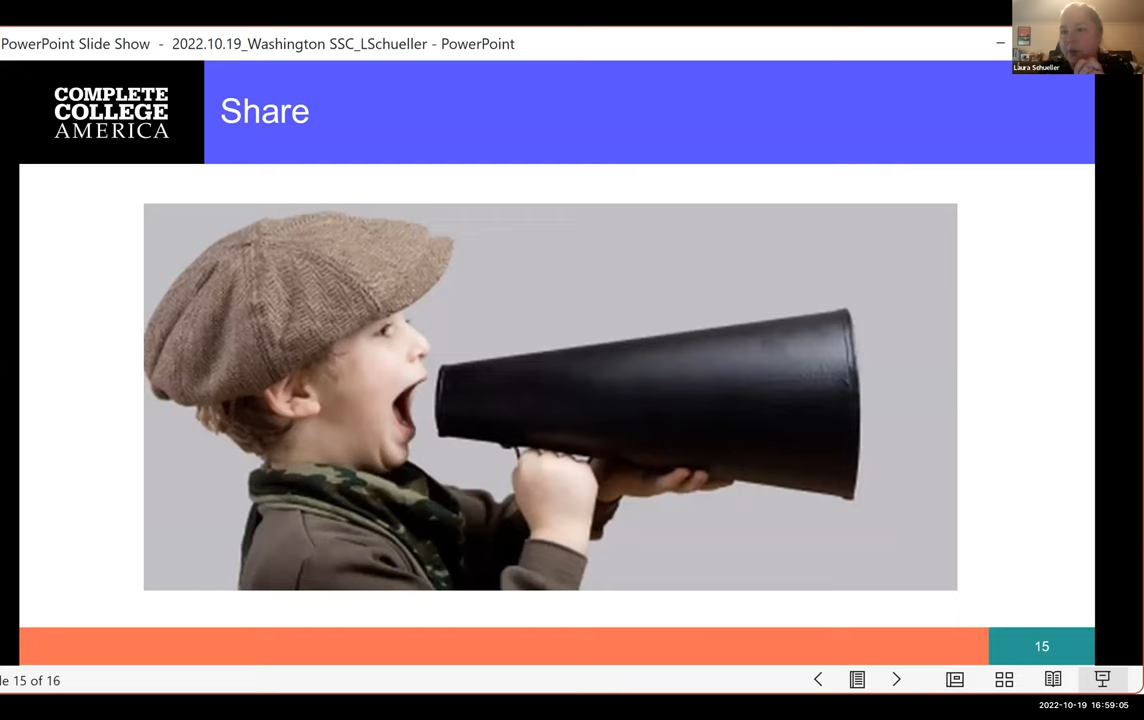 PowerPoint Slide Show - 2022.10.19_Washington SSC_LSchueller - PowerPoint
Laura Schueller
COMPLETE
COLLEGE
AMERICA
Share
15
le 15 of 16
2022-10-19 16:59:05